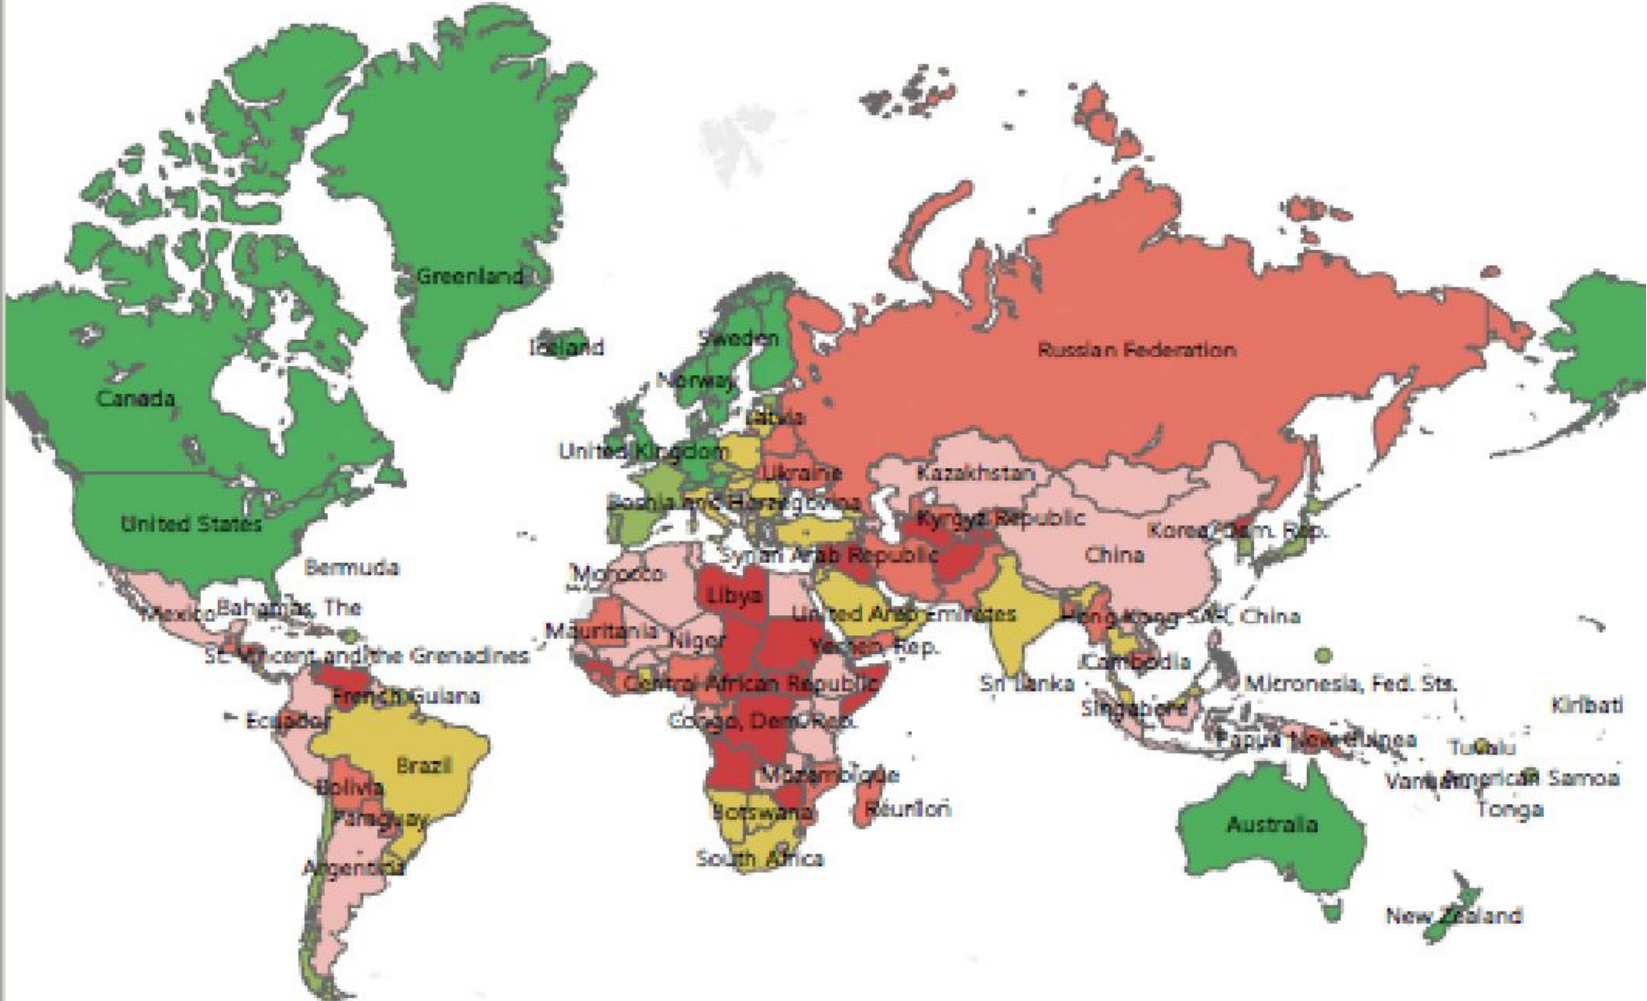 Greenland
Iceland
Sweden
Russian Federation
Norway
Canada
Latvia
United Kingdom
Ukraine
Kazakhstan
Bosnia and Herzegovina
United States
Kyrgyz Republic
Korea, Dem. Rep.
Syrian Arab Republic
China
Bermuda
Morocco
Libya
Mexico
Bahamas, The
United Arab Emirates
Hong Kong SAR, China
Mauritania
Niger
Yemen, Rep.
St. Vincent and the Grenadines
Cambodia
Central African Republic
Sri Lanka
Micronesia, Fed. Sts.
French Guiana
Singapore
Kiribati
Ecuador
Congo, Dem. Rep.
Papua New Guinea
Tuvalu
Brazil
Mozambique
Vanuatu
American Samoa
Bolivia
Botswana
Réunion
Tonga
Paraguay
Australia
South Africa
Argentina
New Zealand